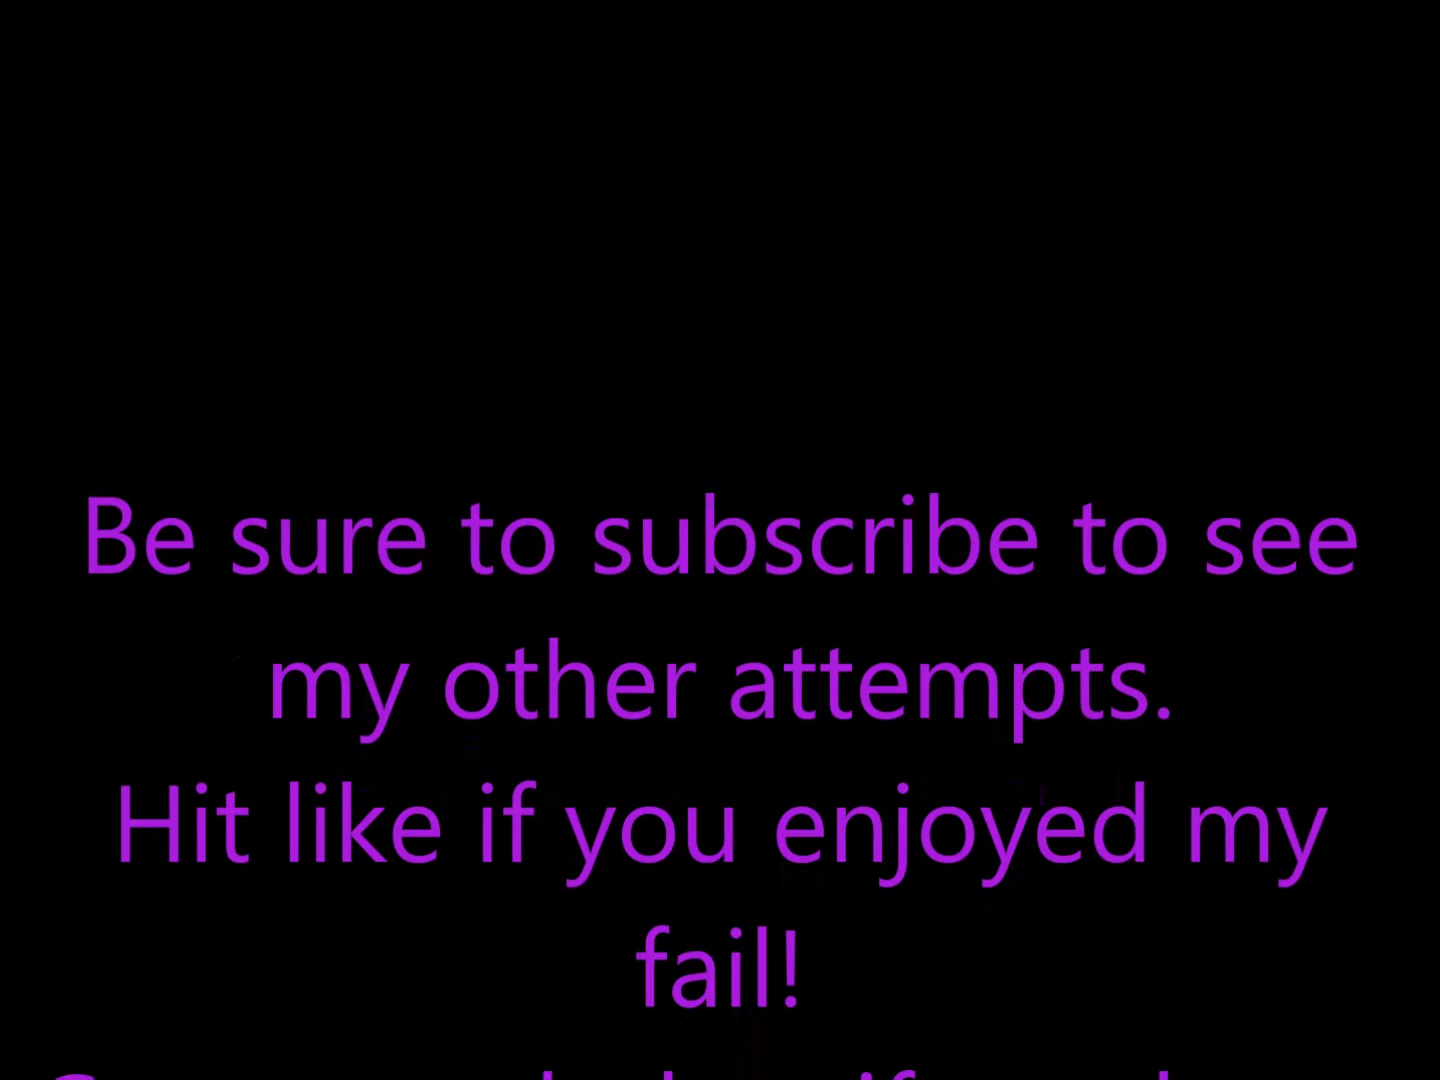 Be sure to subscribe to see
my other attempts.
Hit like if you enjoyed my
fail!